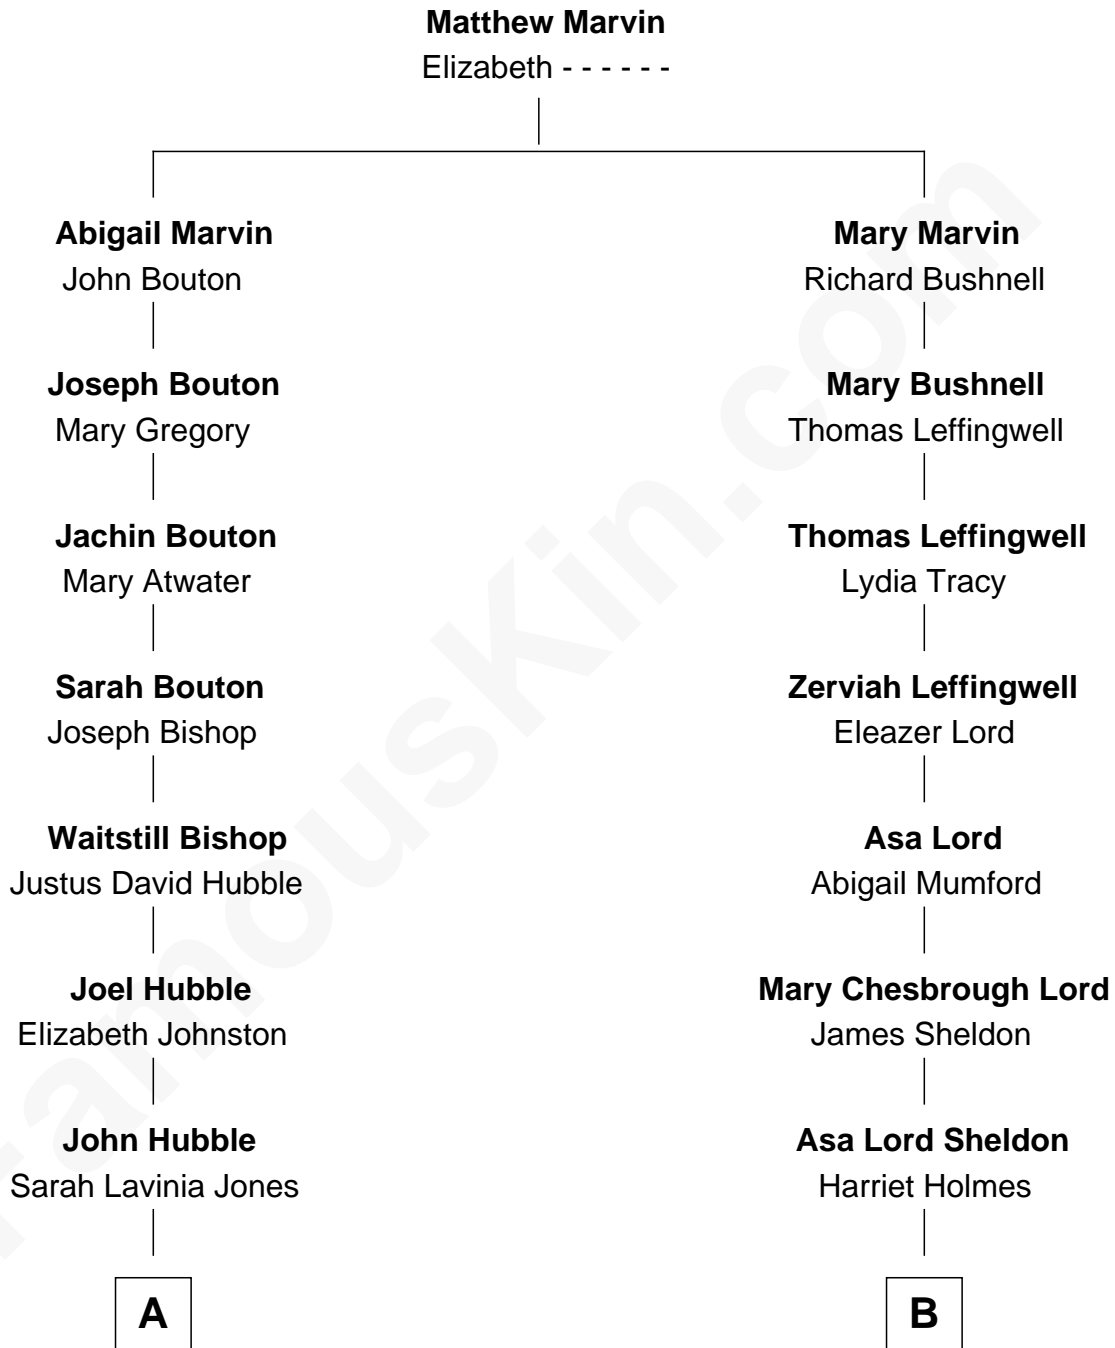 Matthew Marvin
Elizabeth - - - - - -
Abigail Marvin
John Bouton
Mary Marvin
Richard Bushnell
Joseph Bouton
Mary Gregory
Mary Bushnell
Thomas Leffingwell
Jachin Bouton
Mary Atwater
Thomas Leffingwell
Lydia Tracy
Sarah Bouton
Joseph Bishop
Zerviah Leffingwell
Eleazer Lord
Waitstill Bishop
Justus David Hubble
Asa Lord
Abigail Mumford
Joel Hubble
Elizabeth Johnston
Mary Chesbrough Lord
James Sheldon
John Hubble
Sarah Lavinia Jones
Asa Lord Sheldon
Harriet Holmes
A
B
FamousKin.com